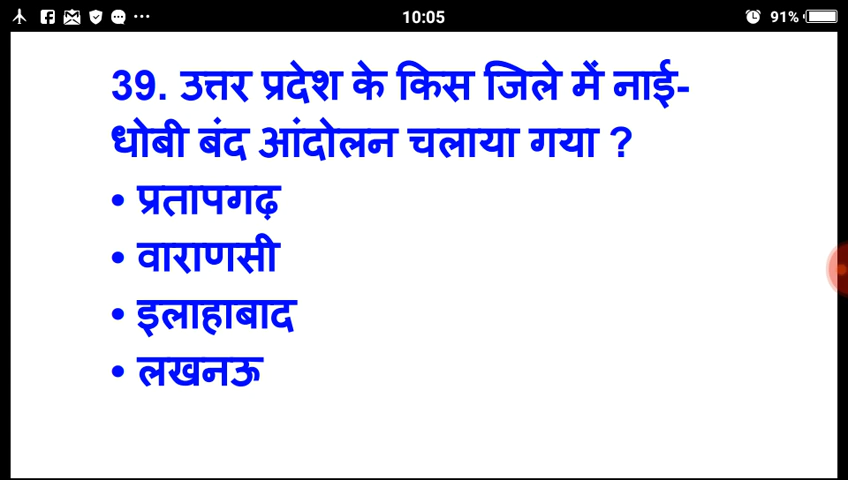 10:05
91%
39. उत्तर प्रदेश के किस जिले में नाई-
धोबी बंद आंदोलन चलाया गया ?
• प्रतापगढ़
• वाराणसी
• इलाहाबाद
• लखनऊ